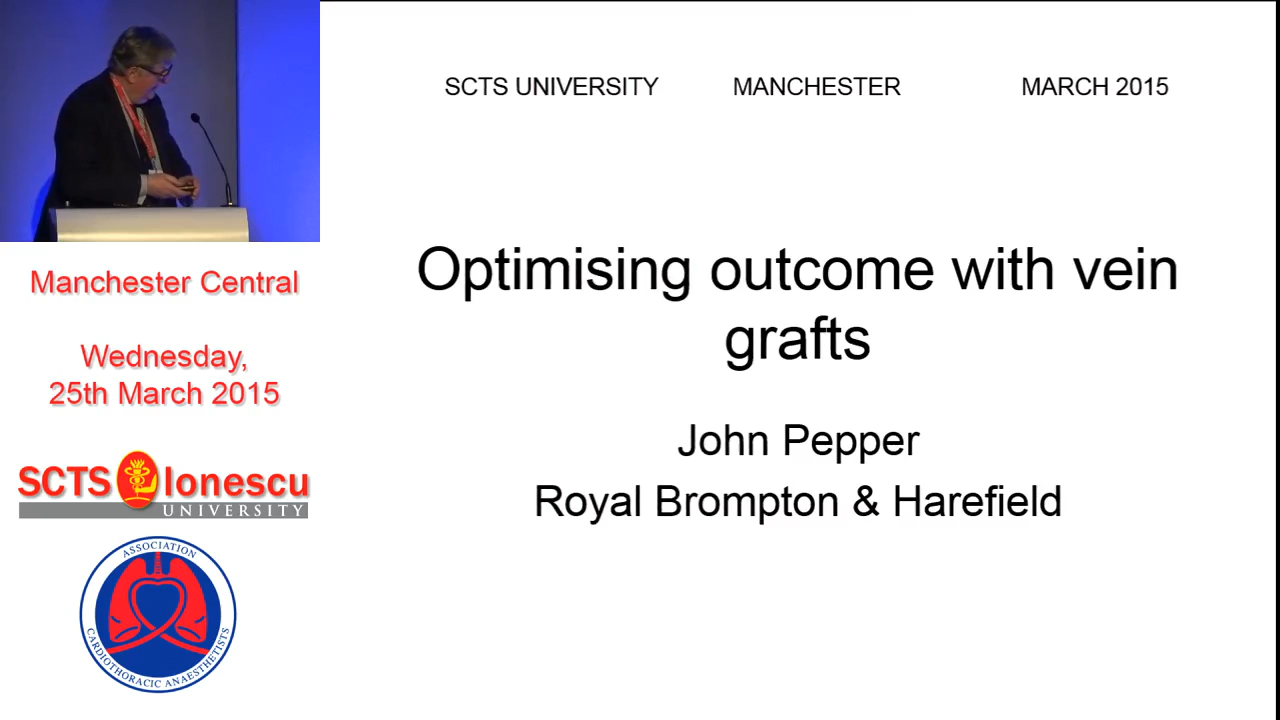 SCTS UNIVERSITY MANCHESTER MARCH 2015
Optimising outcome with vein
grafts
John Pepper
Royal Brompton & Harefield
Manchester Central
Wednesday,
25th March 2015
SCTS Ionescu
UNIVERSITY
ASSOCIATION
CARDIOTHORACIC ANAESTHETISTS